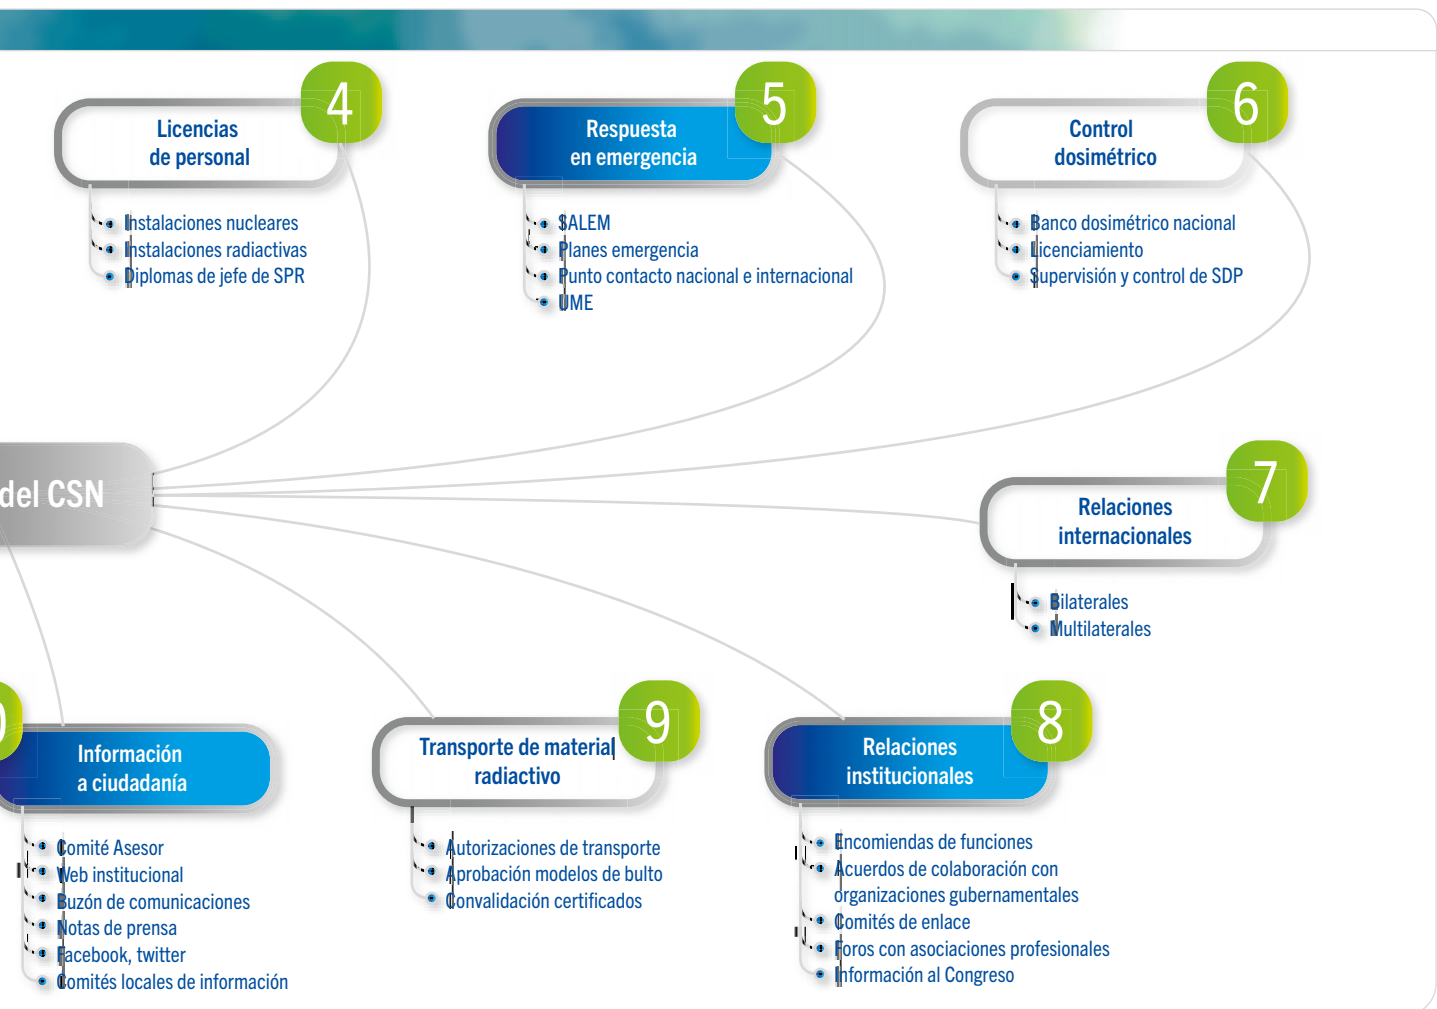 4
Licencias
de personal
Instalaciones nucleares
Instalaciones radiactivas
Diplomas de jefe de SPR
5
Respuesta
en emergencia
SALEM
Planes emergencia
Punto contacto nacional e internacional
UME
6
Control
dosimétrico
Banco dosimétrico nacional
Licenciamiento
Supervisión y control de SDP
del CSN
7
Relaciones
internacionales
Bilaterales
Multilaterales
Información
a ciudadanía
Comité Asesor
Web institucional
Buzón de comunicaciones
Notas de prensa
Facebook, twitter
Comités locales de información
9
Transporte de material
radiactivo
Autorizaciones de transporte
Aprobación modelos de bulto
Convalidación certificados
8
Relaciones
institucionales
Encomiendas de funciones
Acuerdos de colaboración con
organizaciones gubernamentales
Comités de enlace
Foros con asociaciones profesionales
Información al Congreso